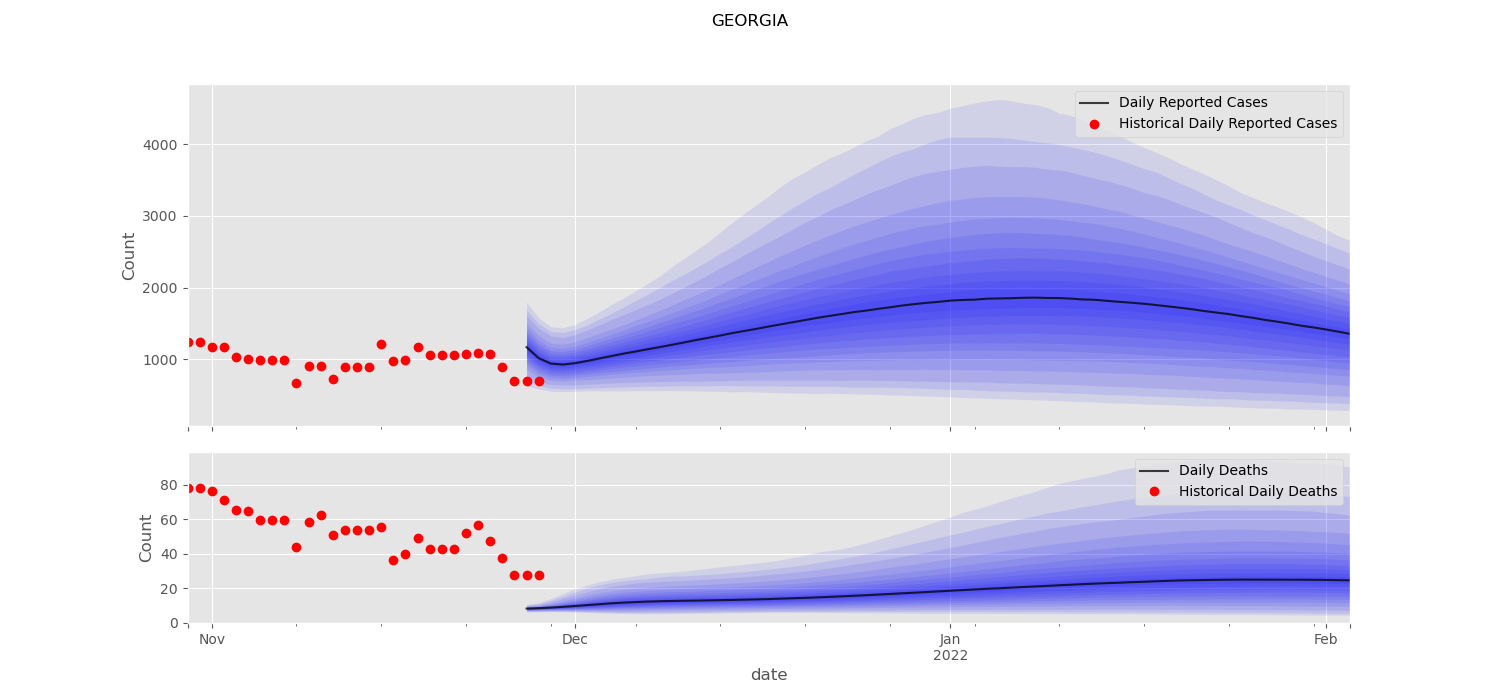 GEORGIA
Daily Reported Cases
Historical Daily Reported Cases
4000
3000
2000
1000
Count
Daily Deaths
Historical Daily Deaths
80
60
40
20
0
Count
Nov
Dec
Jan
2022
Feb
date